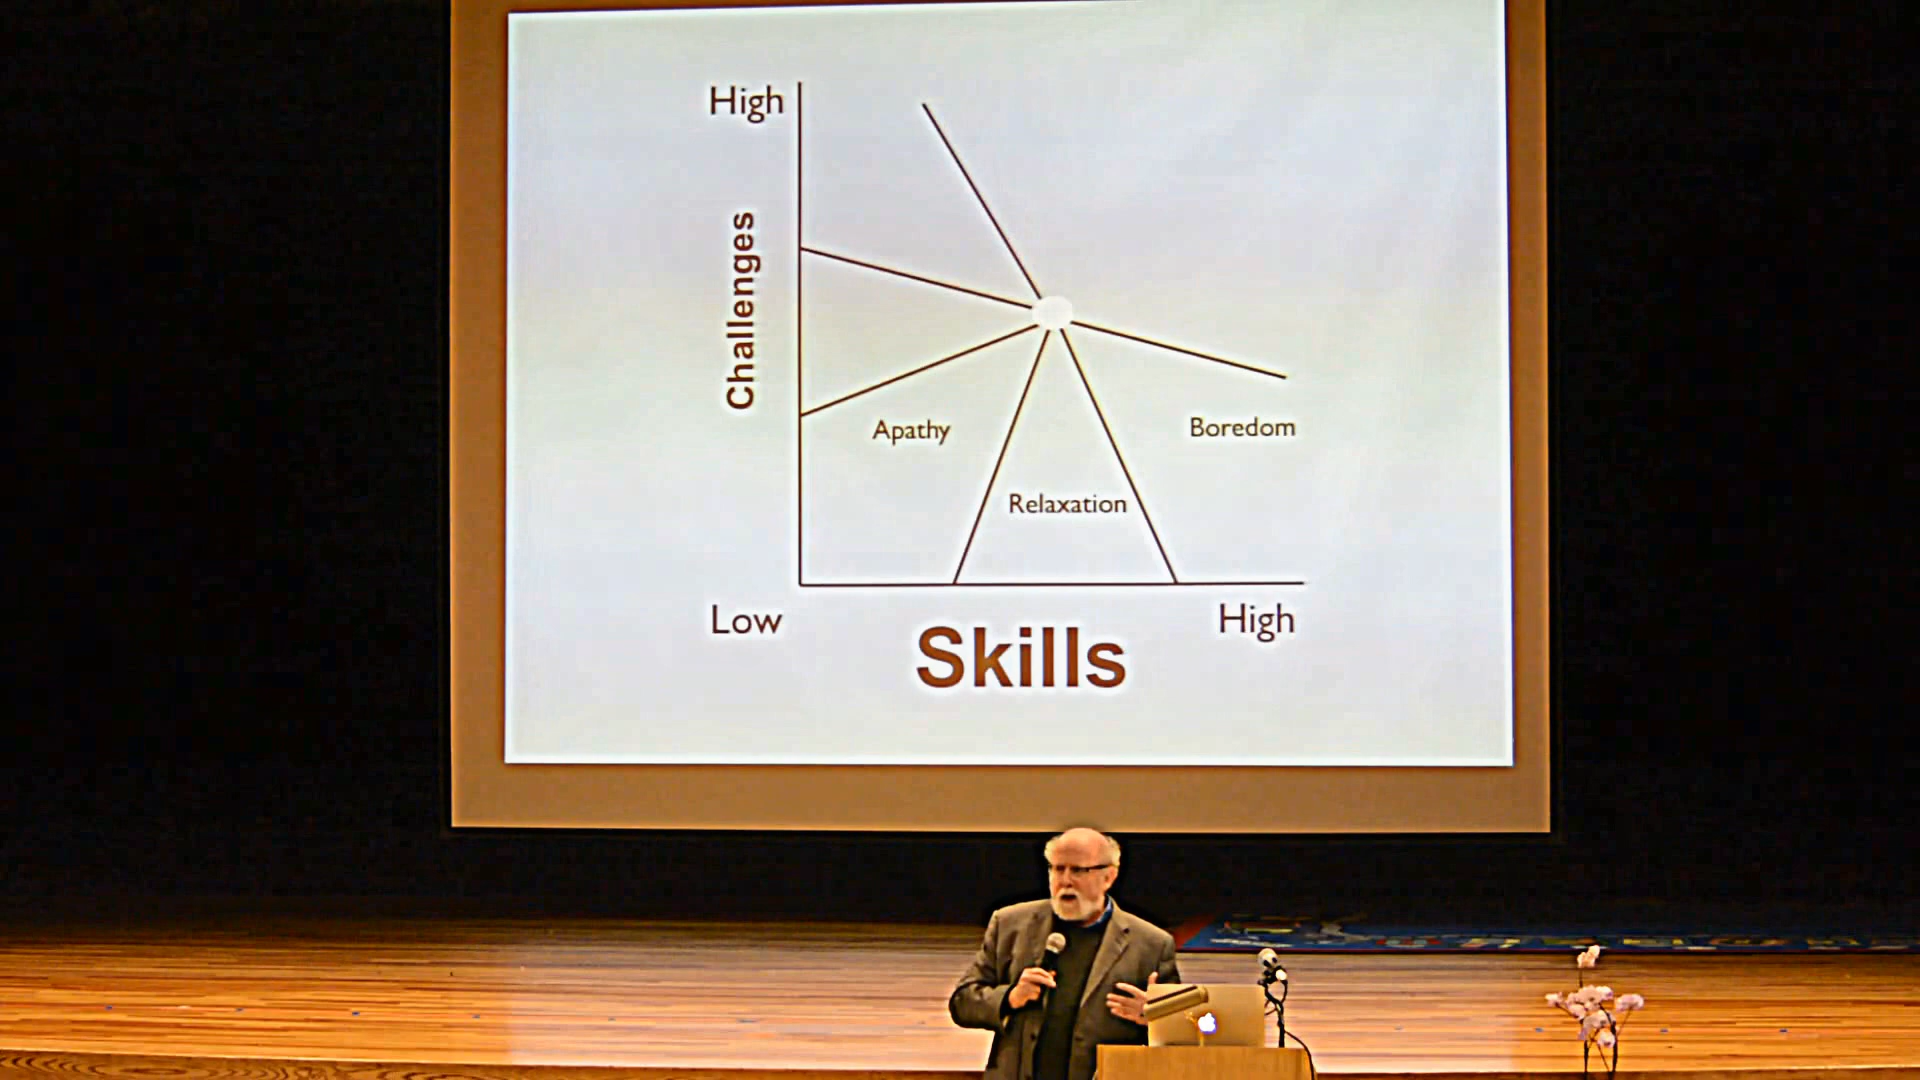 High
Challenges
Apathy
Boredom
Relaxation
Low
High
Skills